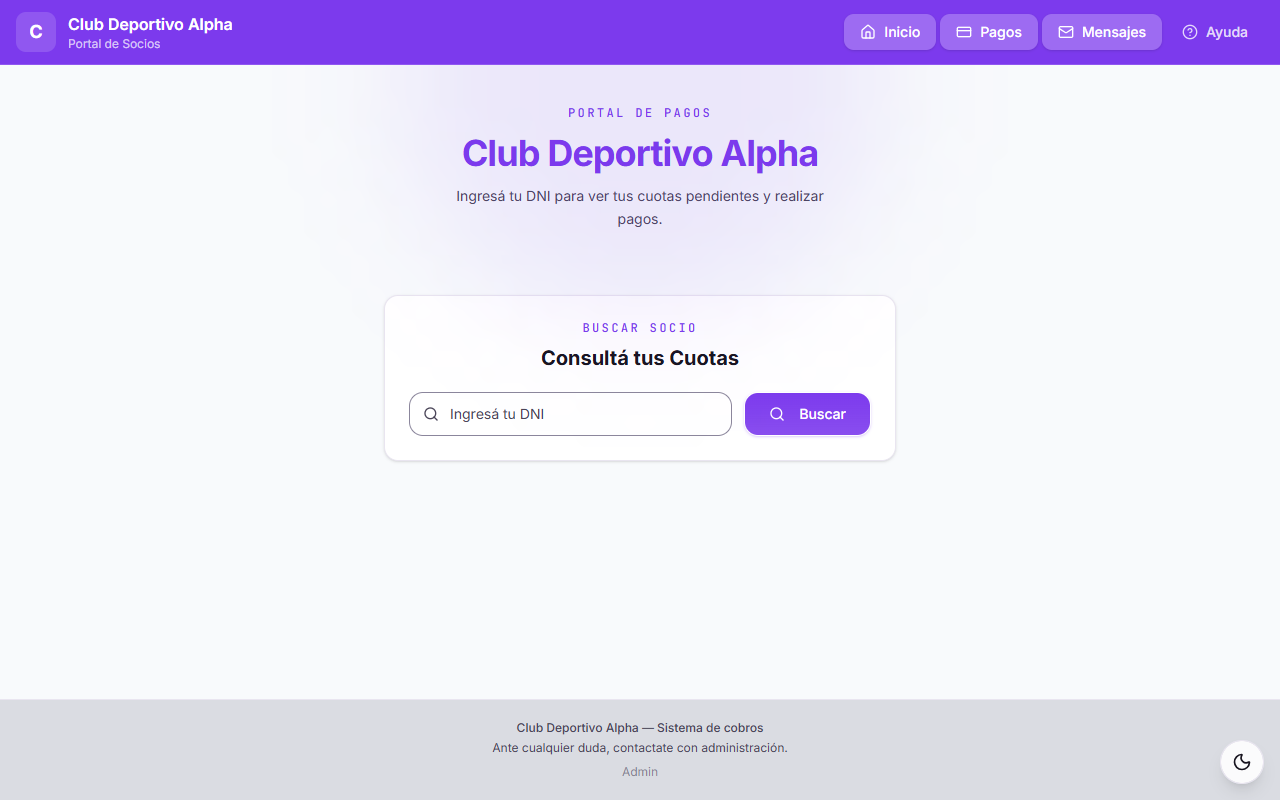 C
Club Deportivo Alpha
Portal de Socios
Inicio
Pagos
Mensajes
Ayuda
PORTAL DE PAGOS
Club Deportivo Alpha
Ingresá tu DNI para ver tus cuotas pendientes y realizar
pagos.
BUSCAR SOCIO
Consultá tus Cuotas
Ingresá tu DNI
Buscar
Club Deportivo Alpha — Sistema de cobros
Ante cualquier duda, contactate con administración.
Admin